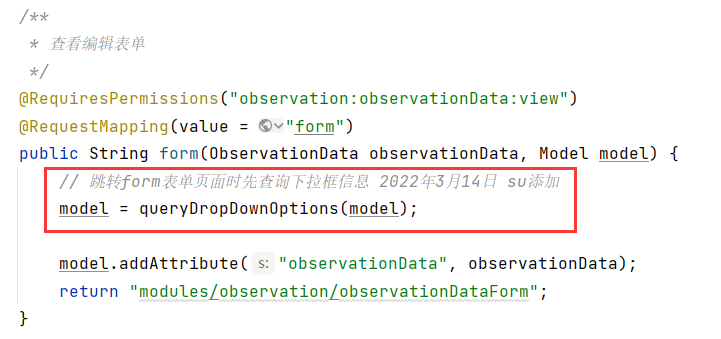 /**
 * 查看编辑表单
 */
@RequiresPermissions("observation:observationData:view")
@RequestMapping(value = "form")
public String form(ObservationData observationData, Model model) {
    // 跳转form表单页面时先查询下拉框信息 2022年3月14日 su添加
    model = queryDropDownOptions(model);
    model.addAttribute( s: "observationData", observationData);
    return "modules/observation/observationDataForm";
}